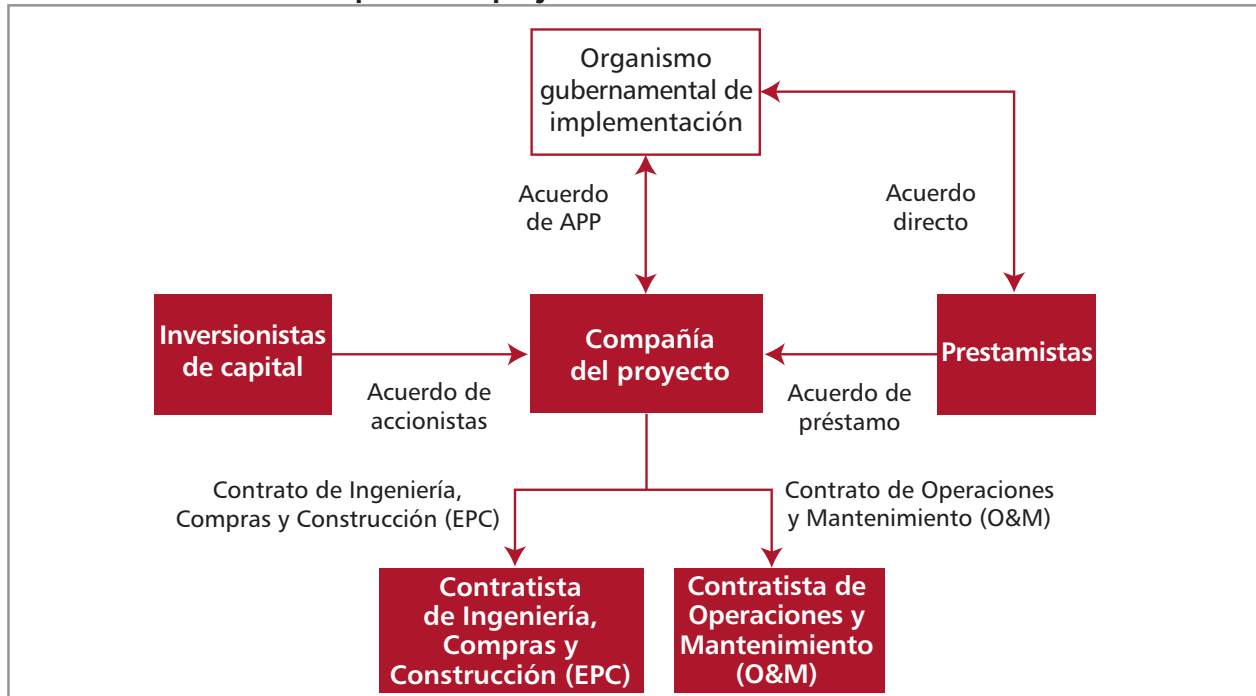 Organismo
gubernamental de
implementación
Acuerdo
de APP
Acuerdo
directo
Inversionistas
de capital
Compañía
del proyecto
Prestamistas
Acuerdo de
accionistas
Acuerdo de
préstamo
Contrato de Ingeniería,
Compras y Construcción (EPC)
Contrato de Operaciones
y Mantenimiento (O&M)
Contratista
de Ingeniería,
Compras y
Construcción (EPC)
Contratista de
Operaciones y
Mantenimiento
(O&M)